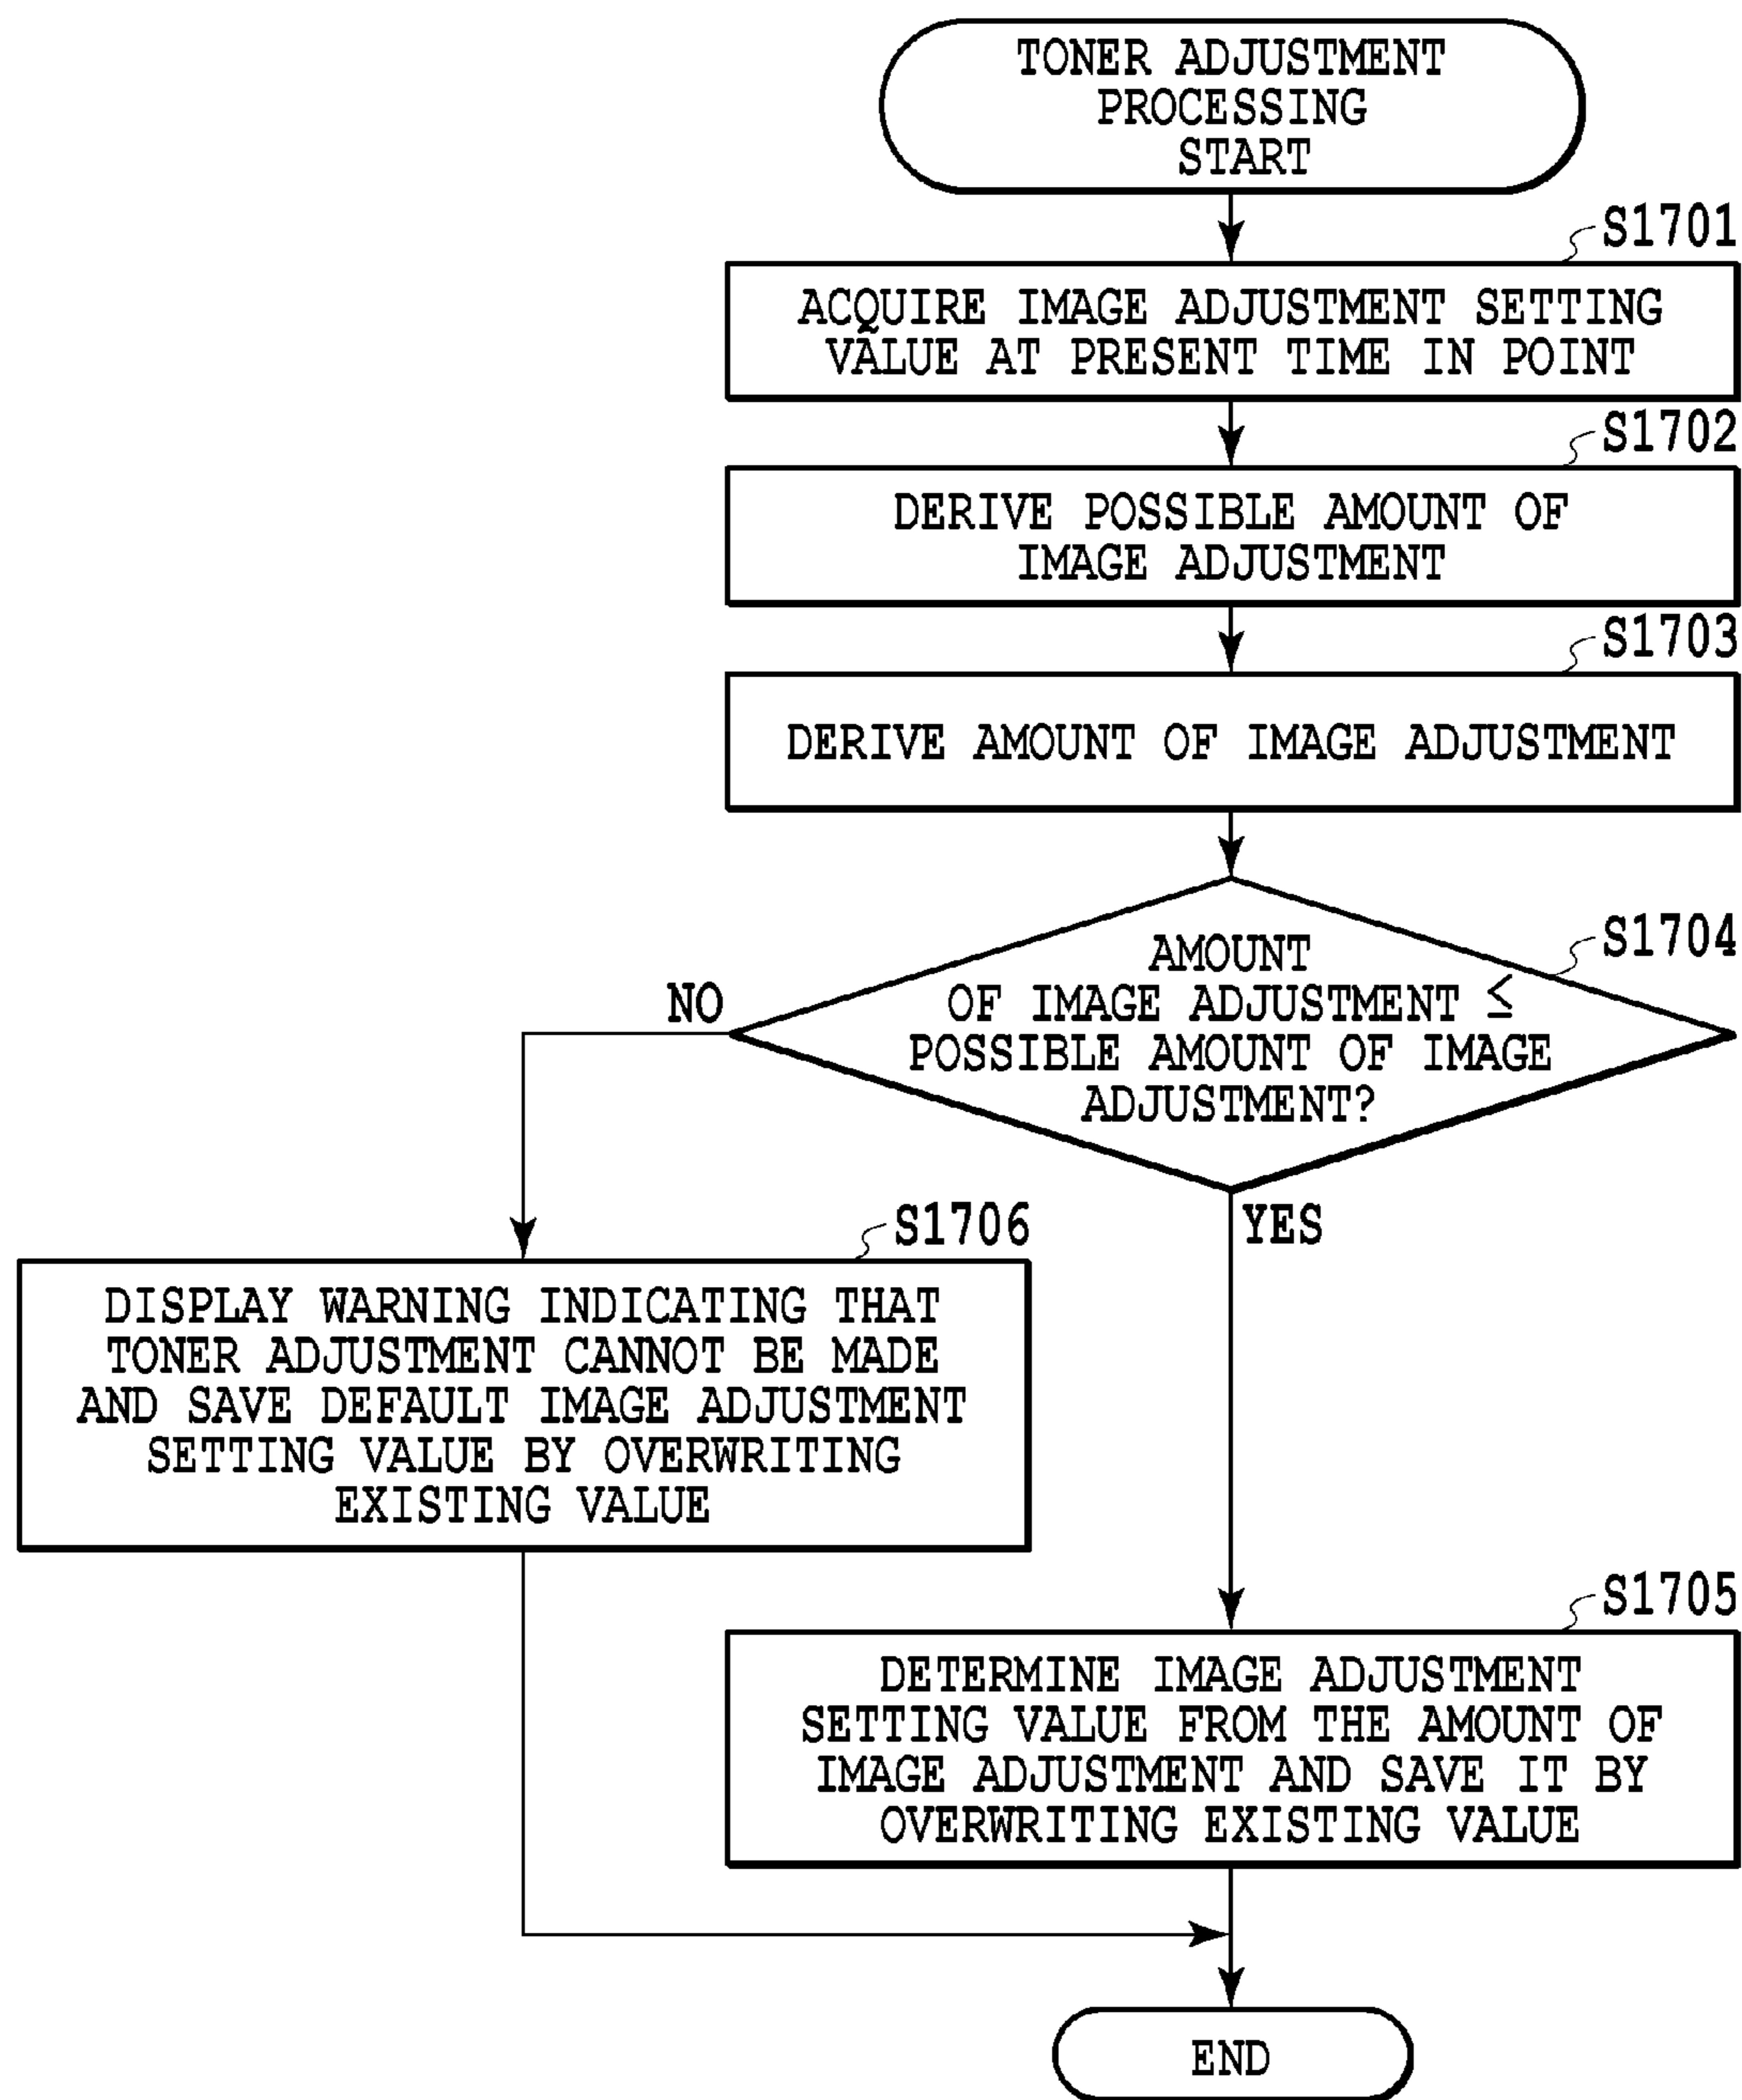 TONER ADJUSTMENT
PROCESSING
START
S1701
ACQUIRE IMAGE ADJUSTMENT SETTING
VALUE AT PRESENT TIME IN POINT
S1702
DERIVE POSSIBLE AMOUNT OF
IMAGE ADJUSTMENT
S1703
DERIVE AMOUNT OF IMAGE ADJUSTMENT
S1704
AMOUNT
OF IMAGE ADJUSTMENT ≤
POSSIBLE AMOUNT OF IMAGE
ADJUSTMENT?
NO
YES
S1706
DISPLAY WARNING INDICATING THAT
TONER ADJUSTMENT CANNOT BE MADE
AND SAVE DEFAULT IMAGE ADJUSTMENT
SETTING VALUE BY OVERWRITING
EXISTING VALUE
S1705
DETERMINE IMAGE ADJUSTMENT
SETTING VALUE FROM THE AMOUNT OF
IMAGE ADJUSTMENT AND SAVE IT BY
OVERWRITING EXISTING VALUE
END